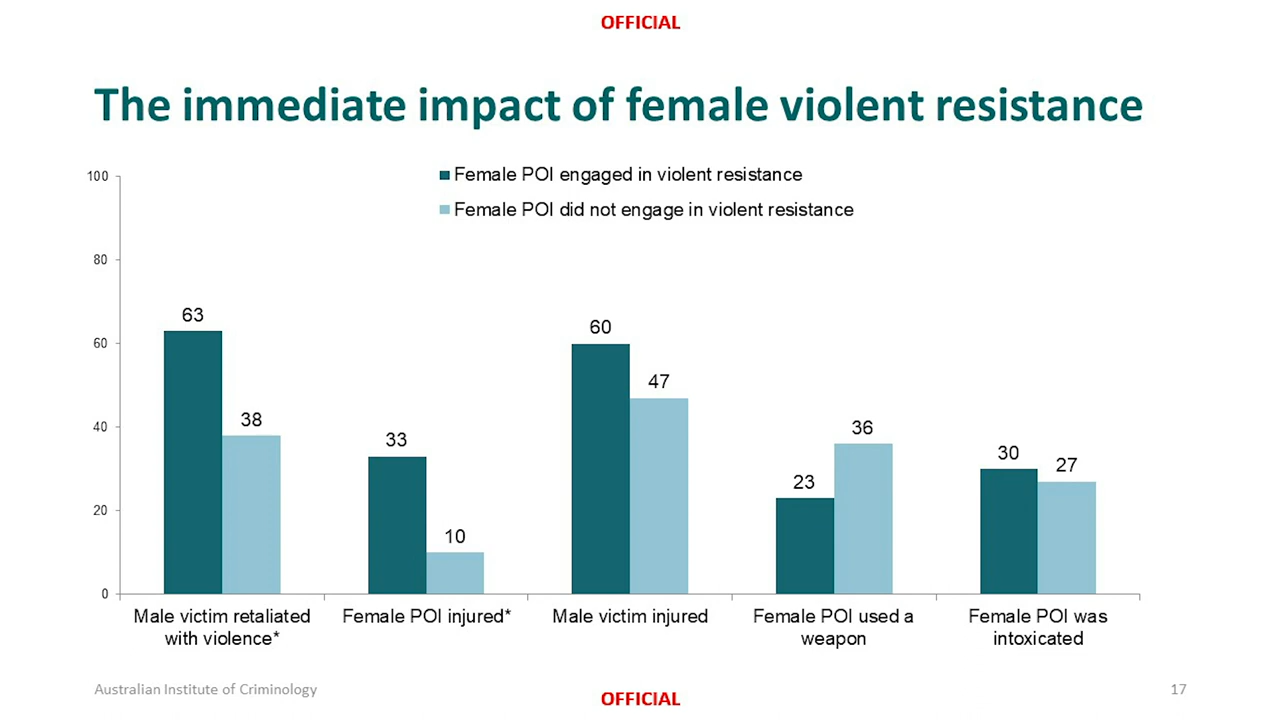 OFFICIAL
The immediate impact of female violent resistance
Female POI engaged in violent resistance
Female POI did not engage in violent resistance
100
80
60
40
20
0
63
38
33
10
60
47
23
36
30
27
Male victim retaliated
with violence*
Female POI injured*
Male victim injured
Female POI used a
weapon
Female POI was
intoxicated
Australian Institute of Criminology
OFFICIAL
17